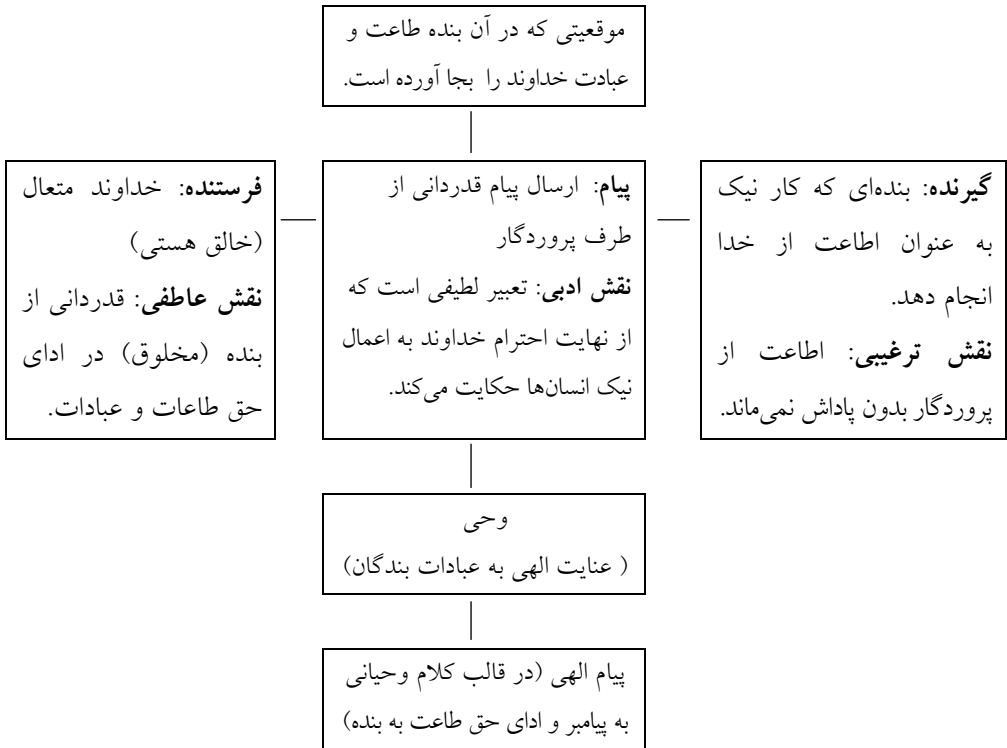 موقعیتی که در آن بنده طاعت و
عبادت خداوند را بجا آورده است.
گیرنده: بنده‌ای که کار نیک
به عنوان اطاعت از خدا
انجام دهد.
نقش ترغیبی: اطاعت از
پروردگار بدون پاداش نمی‌ماند.
پیام: ارسال پیام قدردانی از
طرف پروردگار
نقش ادبی: تعبیر لطیفی است که
از نهایت احترام خداوند به اعمال
نیک انسان‌ها حکایت می‌کند.
فرستنده: خداوند متعال
(خالق هستی)
نقش عاطفی: قدردانی از
بنده (مخلوق) در ادای
حق طاعات و عبادات.
وحی
( عنایت الهی به عبادات بندگان)
پیام الهی (در قالب کلام وحیانی
به پیامبر و ادای حق طاعت به بنده)